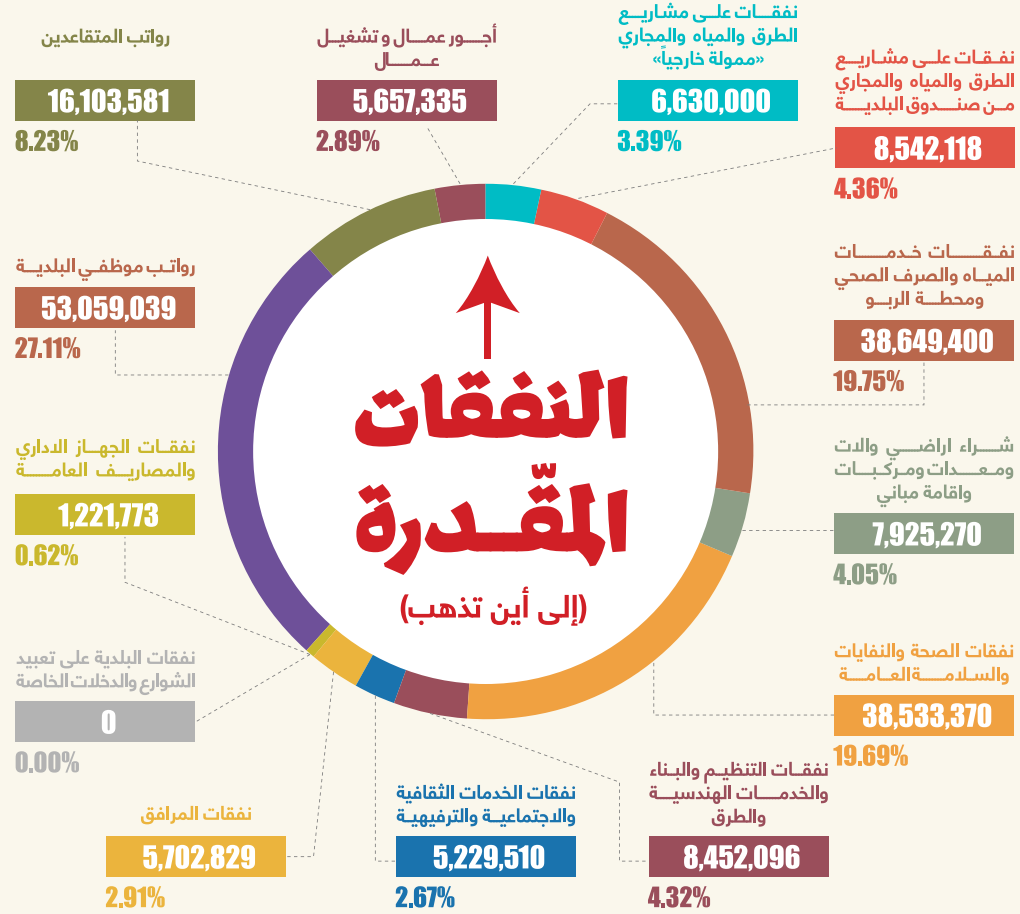 نفقات على مشاريع
الطرق والمياه والمجاري
«ممولة خارجياً»
6,630,000
3.39%
أجور عمال وتشغيل
عمال
5,657,335
2.89%
رواتب المتقاعدين
16,103,581
8.23%
نفقات على مشاريع
الطرق والمياه والمجاري
من صندوق البلدية
8,542,118
4.36%
نفقات خدمات
المياه والصرف الصحي
ومحطة الربو
38,649,400
19.75%
رواتب موظفي البلدية
53,059,039
27.11%
النفقات
المقّدرة
(إلى أين تذهب)
شراء اراضي والات
ومعدات ومركبات
واقامة مباني
7,925,270
4.05%
نفقات الجهاز الاداري
والمصاريف العامة
1,221,773
0.62%
نفقات الصحة والنفايات
والسلامة العامة
38,533,370
19.69%
نفقات البلدية على تعبيد
الشوارع والدخلات الخاصة
0
0.00%
نفقات التنظيم والبناء
والخدمات الهندسية
والطرق
8,452,096
4.32%
نفقات الخدمات الثقافية
والاجتماعية والترفيهية
5,229,510
2.67%
نفقات المرافق
5,702,829
2.91%